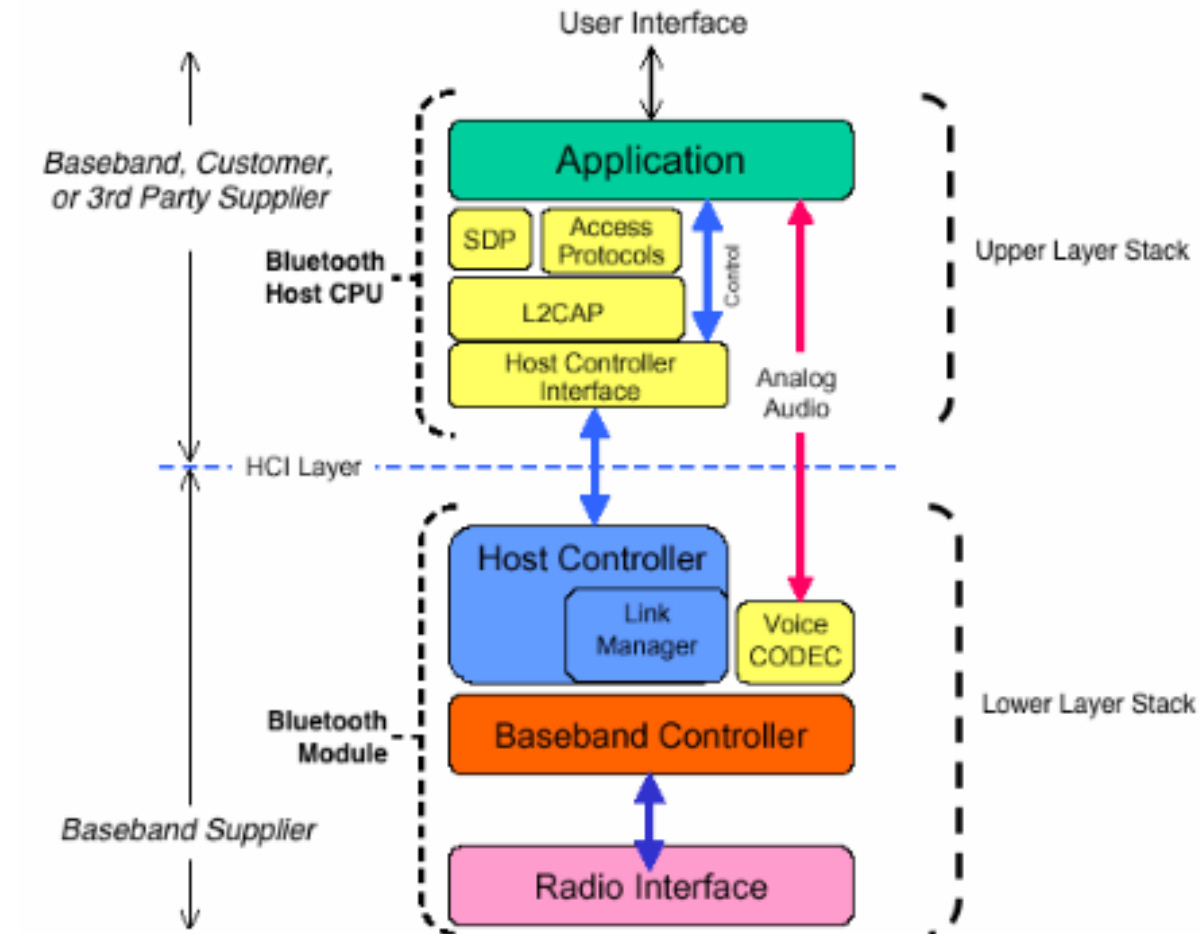 User Interface
Baseband, Customer,
or 3rd Party Supplier
Application
SDP
Access
Protocols
Control
Upper Layer Stack
Bluetooth
Host CPU
L2CAP
Host Controller
Interface
Analog
Audio
HCI Layer
Host Controller
Link
Manager
Voice
CODEC
Lower Layer Stack
Bluetooth
Module
Baseband Controller
Baseband Supplier
Radio Interface